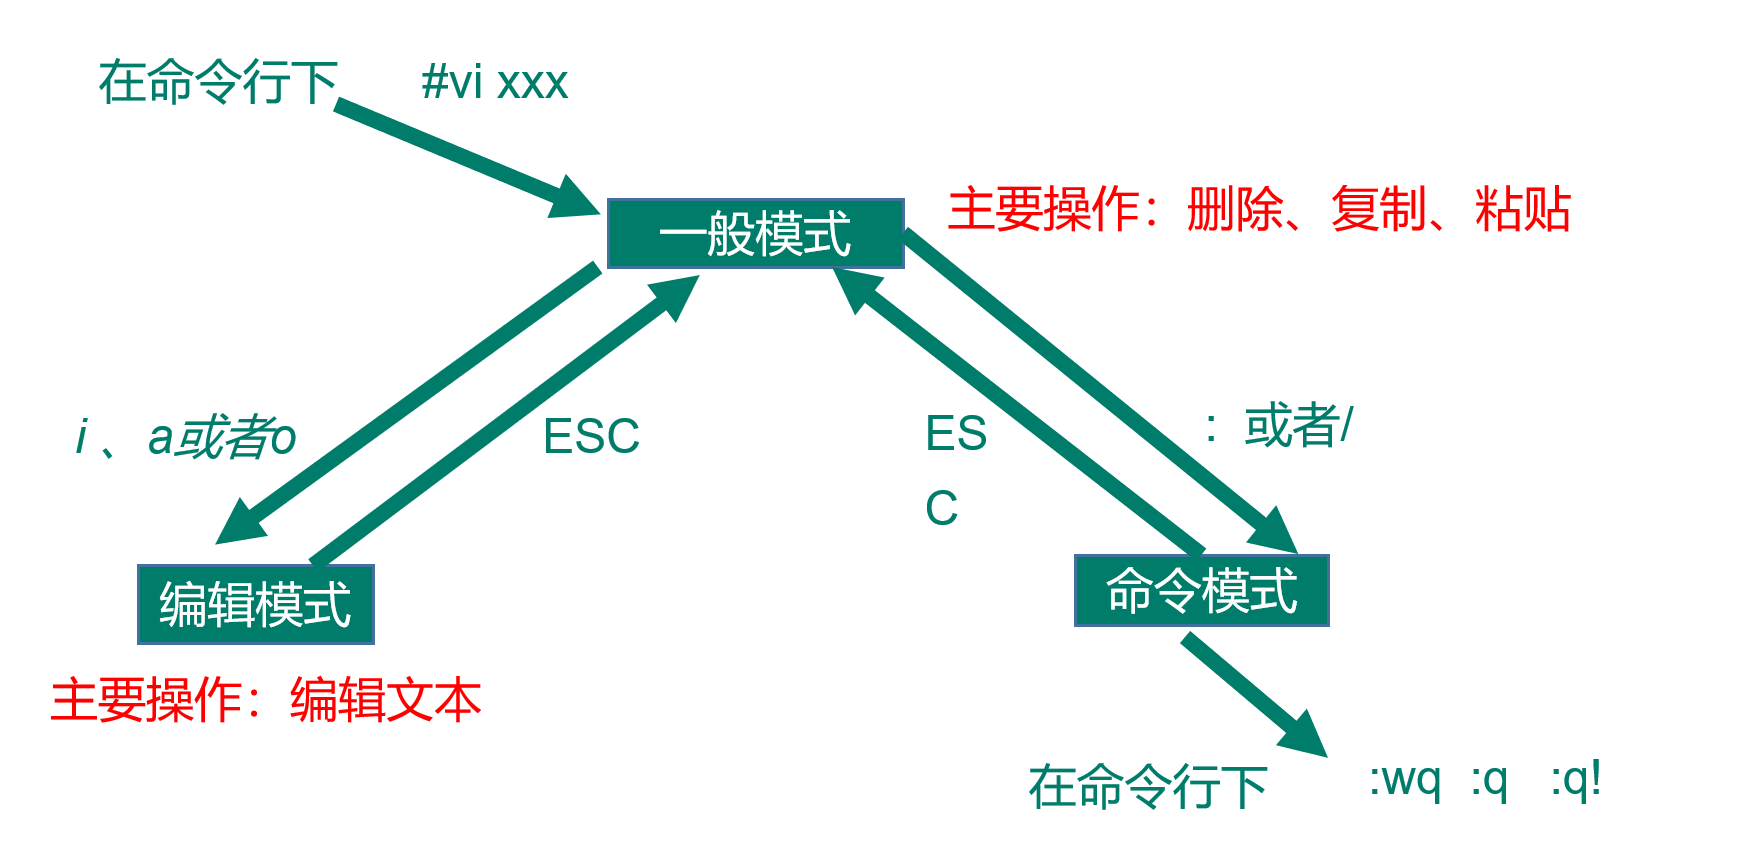 在命令行下 #vi xxx
主要操作：删除、复制、粘贴
一般模式
i 、a或者o
ESC
ES
C
: 或者/
编辑模式
命令模式
主要操作：编辑文本
在命令行下 :wq :q :q!